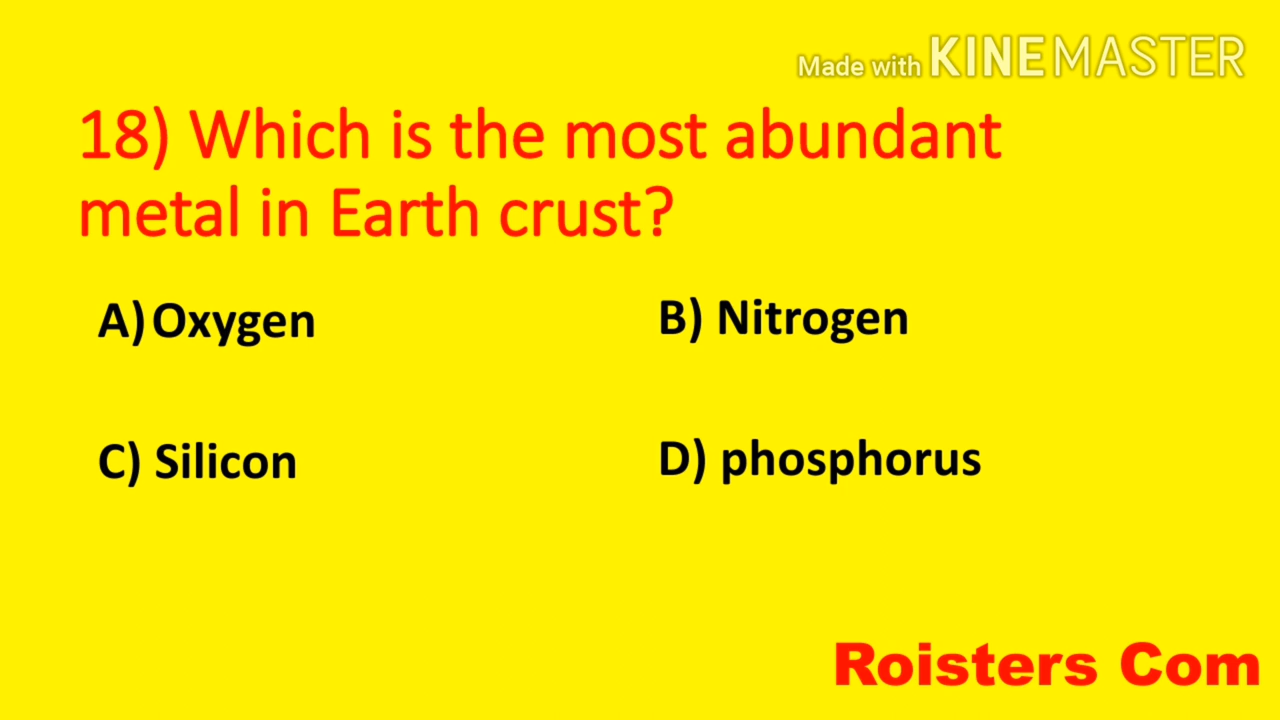 Made with KINEMASTER
18) Which is the most abundant
metal in Earth crust?
A) Oxygen
B) Nitrogen
C) Silicon
D) phosphorus
Roisters Com